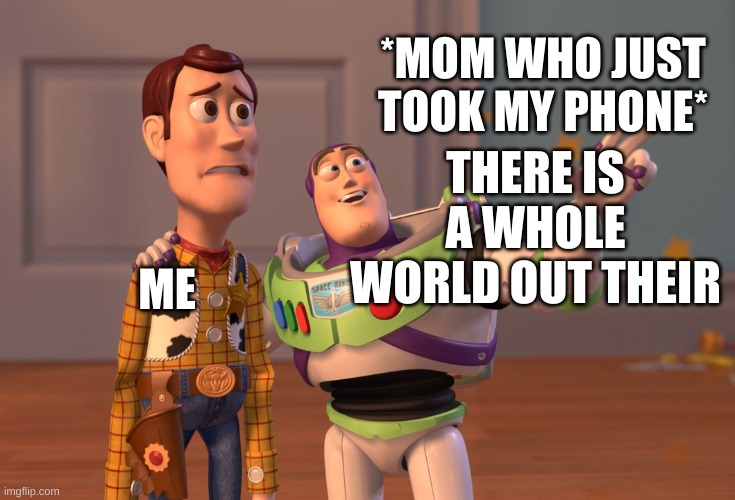 *MOM WHO JUST
TOOK MY PHONE*
THERE IS
A WHOLE
WORLD OUT THEIR
ME
imgflip.com